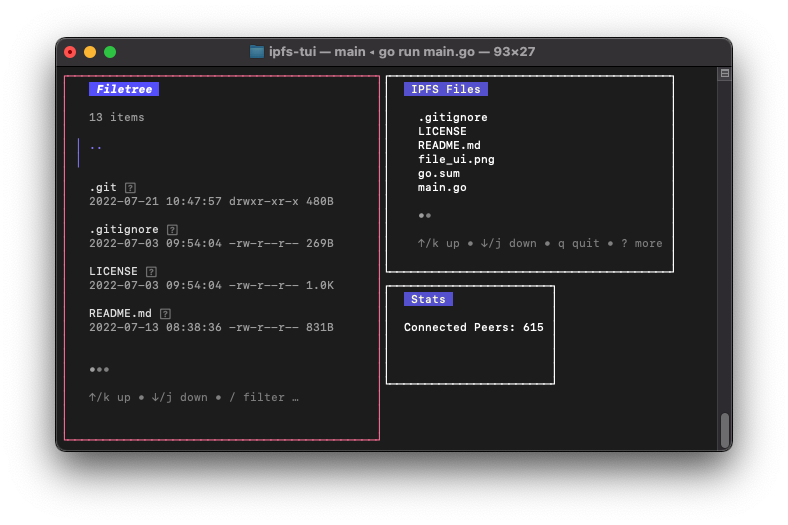 ipfs-tui — main ◂ go run main.go — 93×27
Filetree
13 items
..
.git
2022-07-21 10:47:57 drwxr-xr-x 480B
.gitignore
2022-07-03 09:54:04 -rw-r--r-- 269B
LICENSE
2022-07-03 09:54:04 -rw-r--r-- 1.0K
README.md
2022-07-13 08:38:36 -rw-r--r-- 831B
•••
↑/k up • ↓/j down • / filter …
IPFS Files
.gitignore
LICENSE
README.md
file_ui.png
go.sum
main.go
••
↑/k up • ↓/j down • q quit • ? more
Stats
Connected Peers: 615